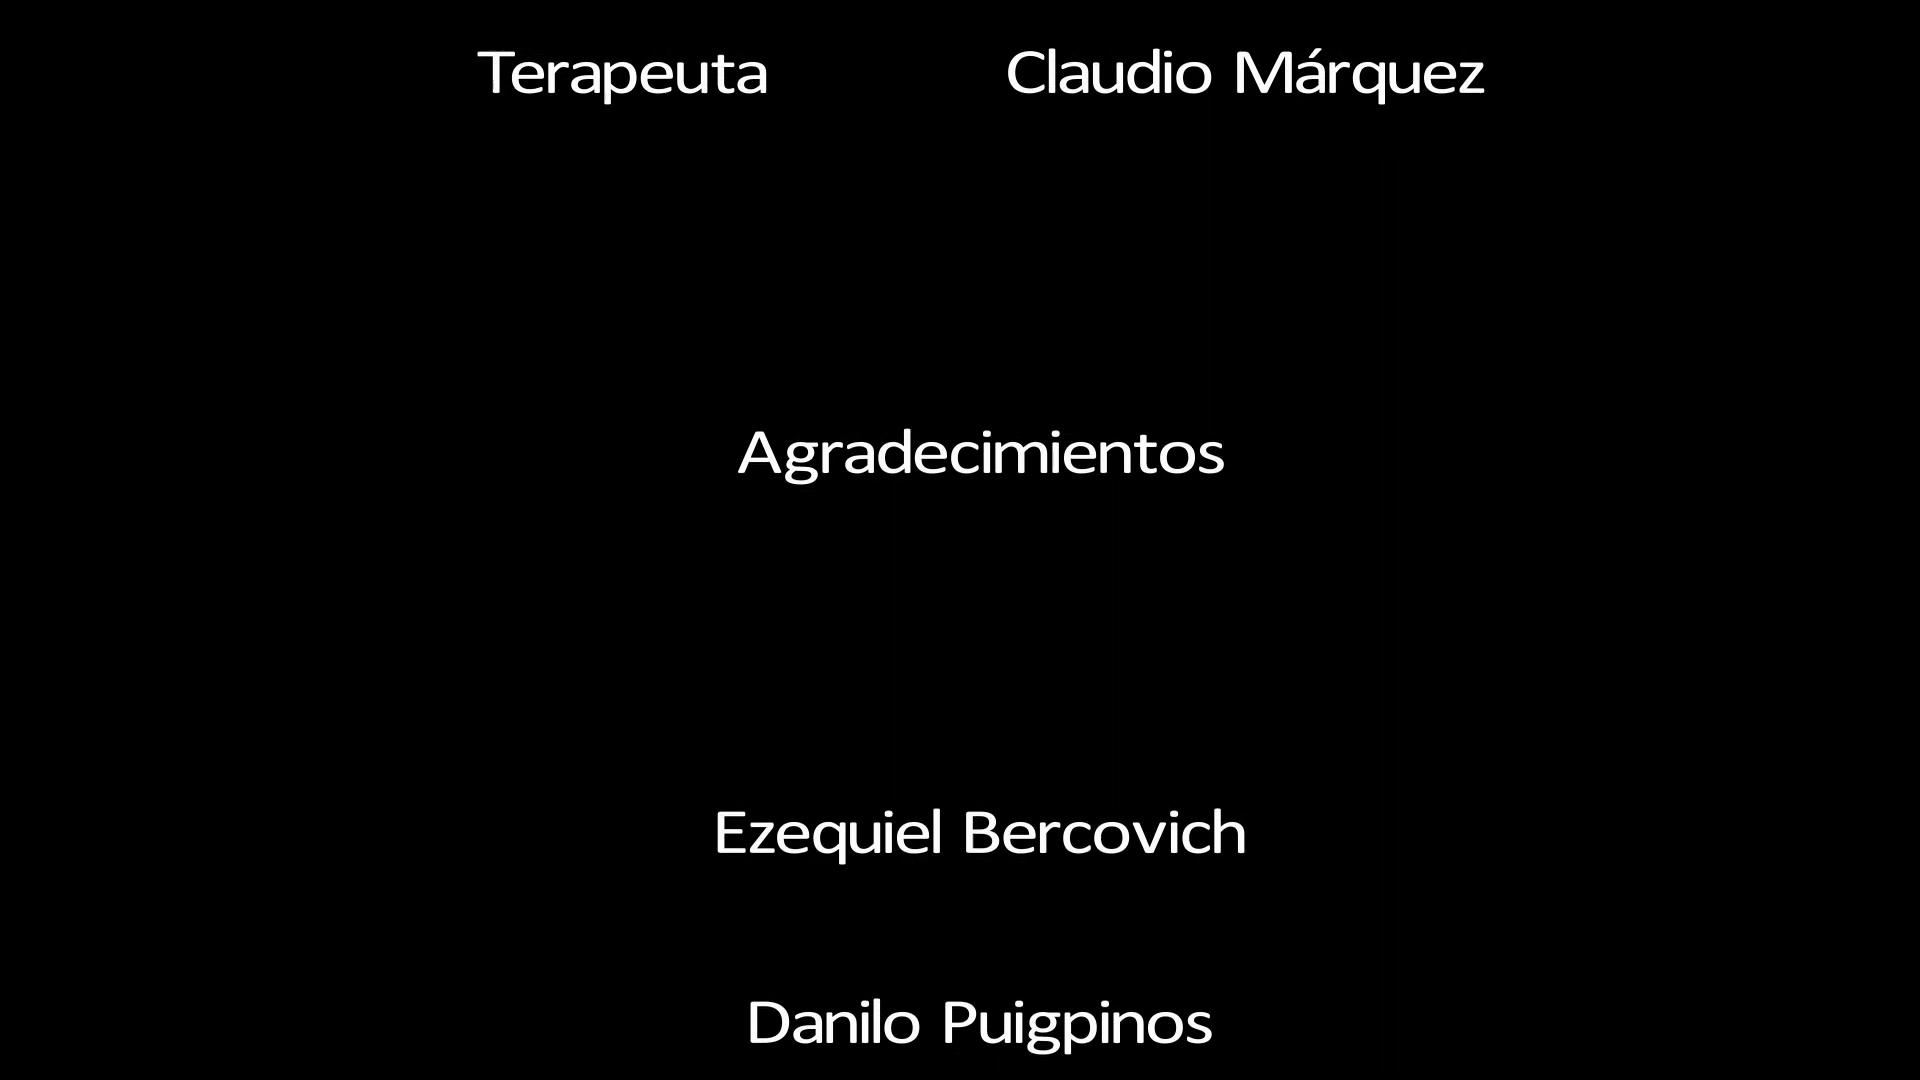 Terapeuta Claudio Márquez
Agradecimientos
Ezequiel Bercovich
Danilo Puigpinos